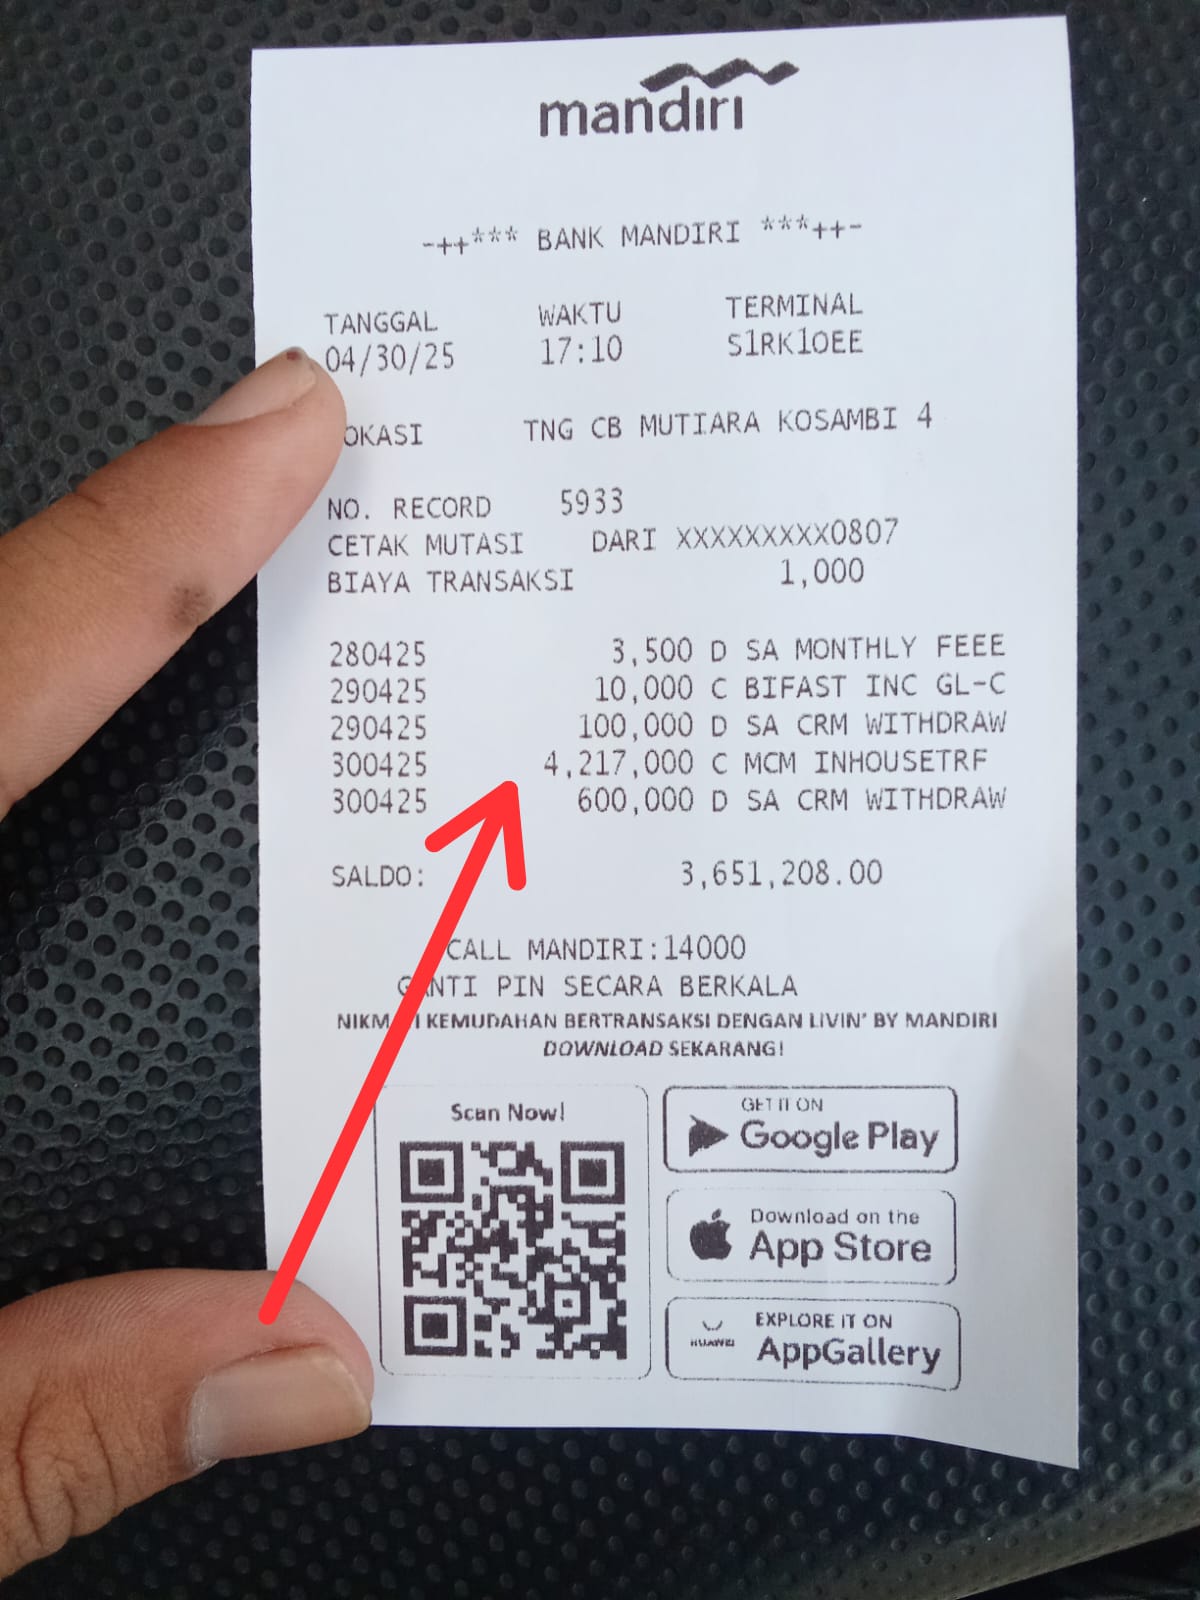 mandiri
-++*** BANK MANDIRI ***++-
TANGGAL WAKTU TERMINAL
04/30/25 17:10 S1RK1OEE
OKASI TNG CB MUTIARA KOSAMBI 4
NO. RECORD 5933
CETAK MUTASI DARI XXXXXXXXX0807
BIAYA TRANSAKSI 1,000
280425 3,500 D SA MONTHLY FEEE
290425 10,000 C BIFAST INC GL-C
290425 100,000 D SA CRM WITHDRAW
300425 4,217,000 C MCM INHOUSETRF
300425 600,000 D SA CRM WITHDRAW
SALDO: 3,651,208.00
CALL MANDIRI:14000
GANTI PIN SECARA BERKALA
NIKMATI KEMUDAHAN BERTRANSAKSI DENGAN LIVIN' BY MANDIRI
DOWNLOAD SEKARANG!
Scan Now!
GET IT ON
Google Play
Download on the
App Store
HUAWEI
EXPLORE IT ON
AppGallery